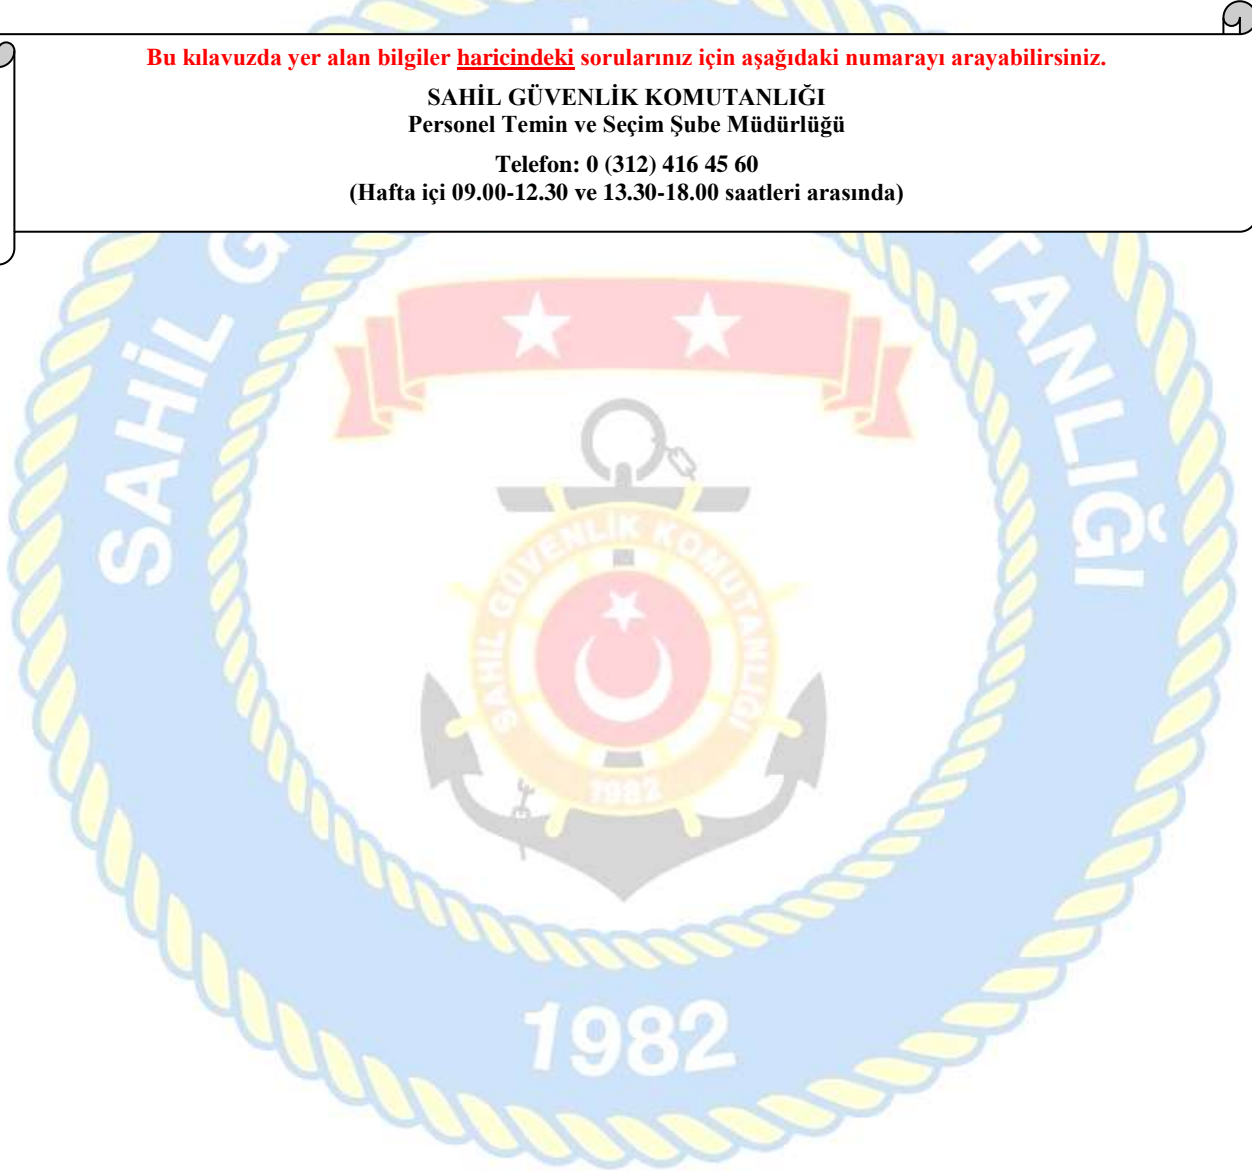 Bu kılavuzda yer alan bilgiler haricindeki sorularınız için aşağıdaki numarayı arayabilirsiniz.
SAHİL GÜVENLİK KOMUTANLIĞI
Personel Temin ve Seçim Şube Müdürlüğü
Telefon: 0 (312) 416 45 60
(Hafta içi 09.00-12.30 ve 13.30-18.00 saatleri arasında)
SAHİL G
TANLIĞI
SAHİL GÜVENLİK KOMUTANLIĞI
1982
1982